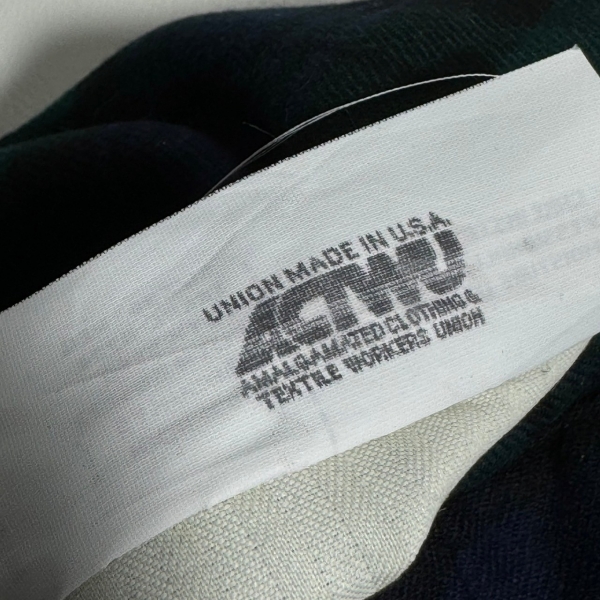 UNION MADE IN U.S.A.
ACTWU
AMALGAMATED CLOTHING &
TEXTILE WORKERS UNION